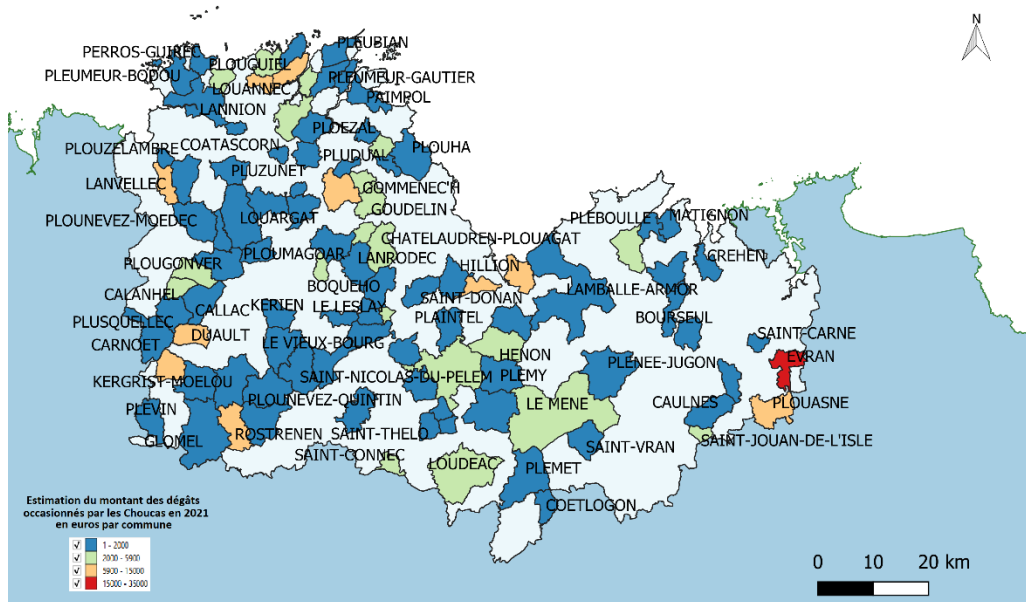 N
PLEUBIAN
PERROS-GUIREC
PLOUGUIEL
PLEUMEUR-BODOU
PLEUMEUR-GAUTIER
LOUANNEC
PAIMPOL
LANNION
PLOEZAL
COATASCORN
PLOUHA
PLOUZELAMBRE
PLUDUAL
PLUZUNET
LANVELLEC
GOMMENEC'H
GOUDELIN
PLOUNEVEZ-MOEDEC
LOUARGAT
PLEBOULLE
MATIGNON
CHATELAUDREN-PLOUAGAT
PLOUMAGOAR
LANRODEC
CREHEN
PLOUGONVER
HILLION
BOQUEHO
LAMBALLE-ARMOR
CALANHEL
SAINT-DONAN
KERIEN
LE LESLAY
CALLAC
PLUSQUELLEC
PLAINTEL
BOURSEUL
SAINT-CARNE
DUAULT
CARNOET
LE VIEUX-BOURG
HENON
EVRAN
PLENEE-JUGON
KERGRIST-MOELOU
SAINT-NICOLAS-DU-PELEM
PLEMY
PLOUNEVEZ-QUINTIN
LE MENE
CAULNES
PLOUASNE
PLEVIN
GLOMEL
ROSTRENEN
SAINT-THELO
SAINT-JOUAN-DE-L'ISLE
SAINT-VRAN
SAINT-CONNEC
LOUDEAC
PLEMET
COETLOGON
Estimation du montant des dégâts
occasionnés par les Choucas en 2021
en euros par commune
1 - 2000
2000 - 5900
5900 - 15000
15000 - 35000
0 10 20 km